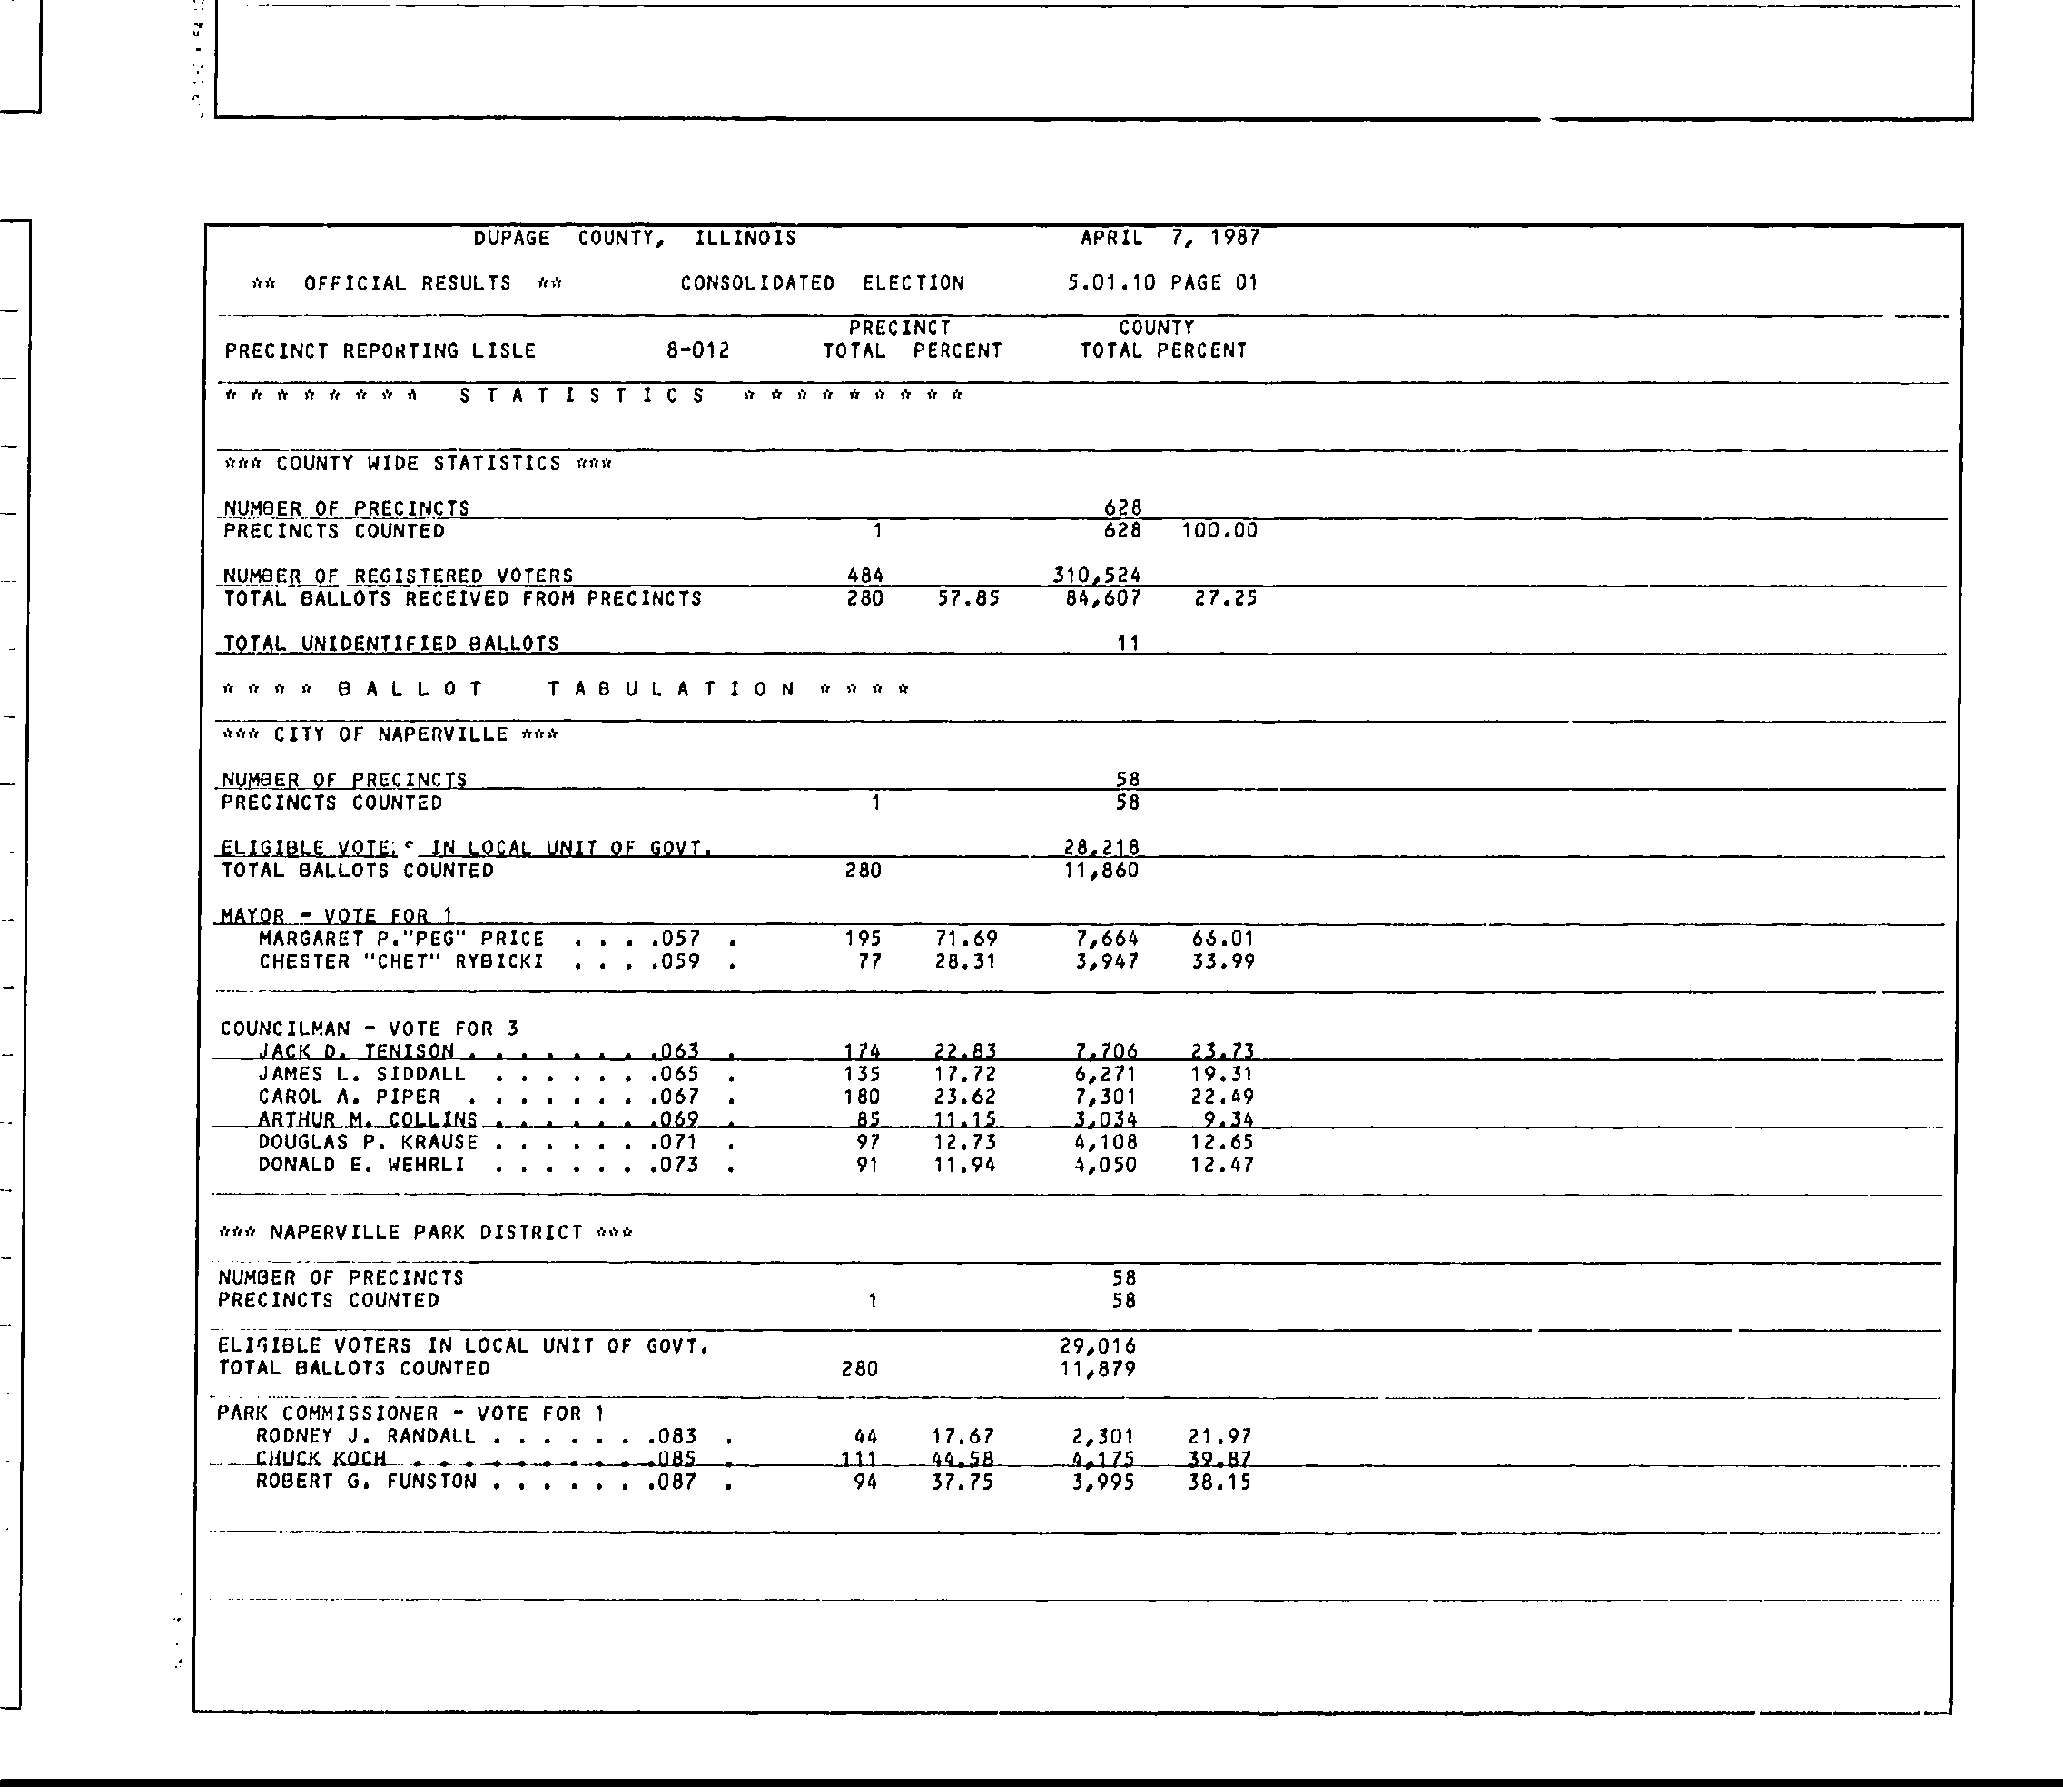 DUPAGE COUNTY, ILLINOIS APRIL 7, 1987
** OFFICIAL RESULTS ** CONSOLIDATED ELECTION 5.01.10 PAGE 01
PRECINCT COUNTY
PRECINCT REPORTING LISLE 8-012 TOTAL PERCENT TOTAL PERCENT
* * * * * * * * S T A T I S T I C S * * * * * * * * *
*** COUNTY WIDE STATISTICS ***
NUMBER OF PRECINCTS 628
PRECINCTS COUNTED 1 628 100.00
NUMBER OF REGISTERED VOTERS 484 310,524
TOTAL BALLOTS RECEIVED FROM PRECINCTS 280 57.85 84,607 27.25
TOTAL UNIDENTIFIED BALLOTS 11
* * * * B A L L O T T A B U L A T I O N * * * *
*** CITY OF NAPERVILLE ***
NUMBER OF PRECINCTS 58
PRECINCTS COUNTED 1 58
ELIGIBLE IN LOCAL UNIT OF GOVT. 28,218
TOTAL BALLOTS COUNTED 280 11,860
MAYOR - VOTE FOR 1
MARGARET P."PEG" PRICE . . . .057 . 195 71.69 7,664 66.01
CHESTER "CHET" RYBICKI . . . .059 . 77 28.31 3,947 33.99
COUNCILMAN - VOTE FOR 3
JACK D. TENISON . . . . . . . .063 . 174 22.83 7,706 23.73
JAMES L. SIDDALL . . . . . . .065 . 135 17.72 6,271 19.31
CAROL A. PIPER . . . . . . . .067 . 180 23.62 7,301 22.49
ARTHUR M. COLLINS . . . . . . .069 . 85 11.15 3,034 9.34
DOUGLAS P. KRAUSE . . . . . . .071 . 97 12.73 4,108 12.65
DONALD E. WEHRLI . . . . . . .073 . 91 11.94 4,050 12.47
*** NAPERVILLE PARK DISTRICT ***
NUMBER OF PRECINCTS 58
PRECINCTS COUNTED 1 58
ELIGIBLE VOTERS IN LOCAL UNIT OF GOVT. 29,016
TOTAL BALLOTS COUNTED 280 11,879
PARK COMMISSIONER - VOTE FOR 1
RODNEY J. RANDALL . . . . . . .083 . 44 17.67 2,301 21.97
CHUCK KOCH . . . . . . . . . .085 . 111 44.58 4,175 39.87
ROBERT G. FUNSTON . . . . . . .087 . 94 37.75 3,995 38.15